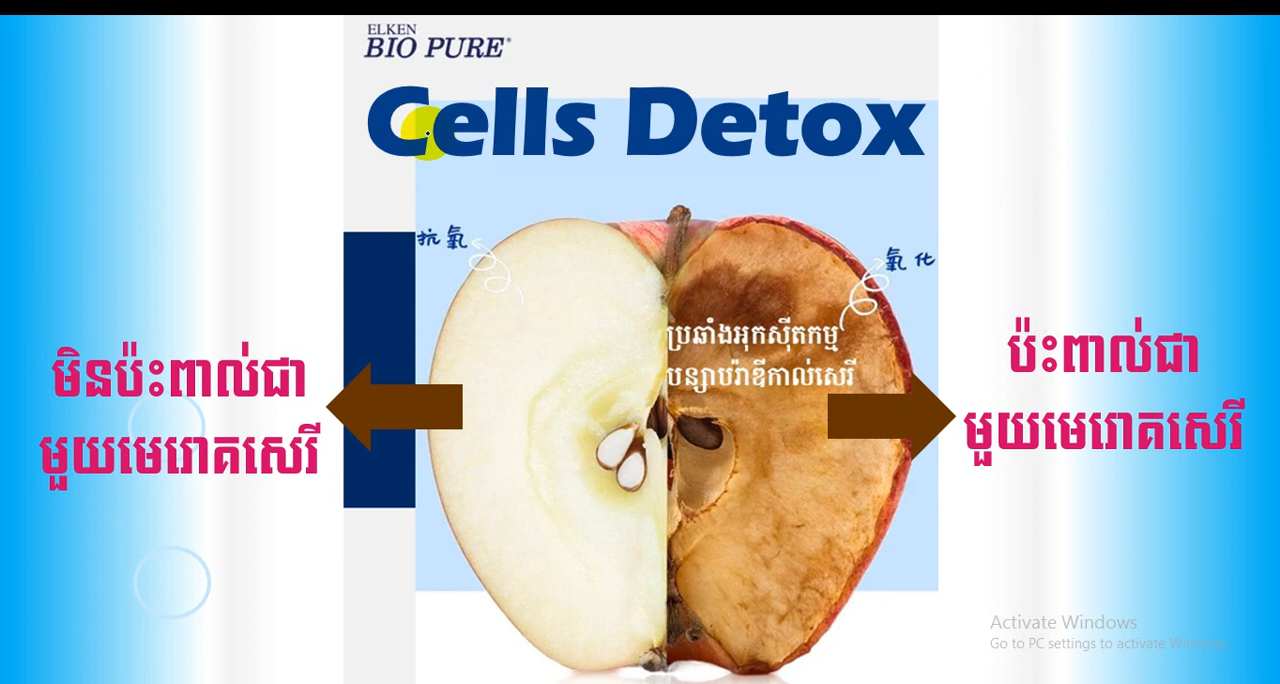 ELKEN
BIO PURE®
Cells Detox
抗氧
氧化
ប្រឆាំងអុកស៊ីតកម្ម
បន្សាបរ៉ាឌីកាល់សេរី
មិនប៉ះពាល់ជា
មួយមេរោគសេរី
ប៉ះពាល់ជា
មួយមេរោគសេរី
Activate Windows
Go to PC settings to activate Windows.